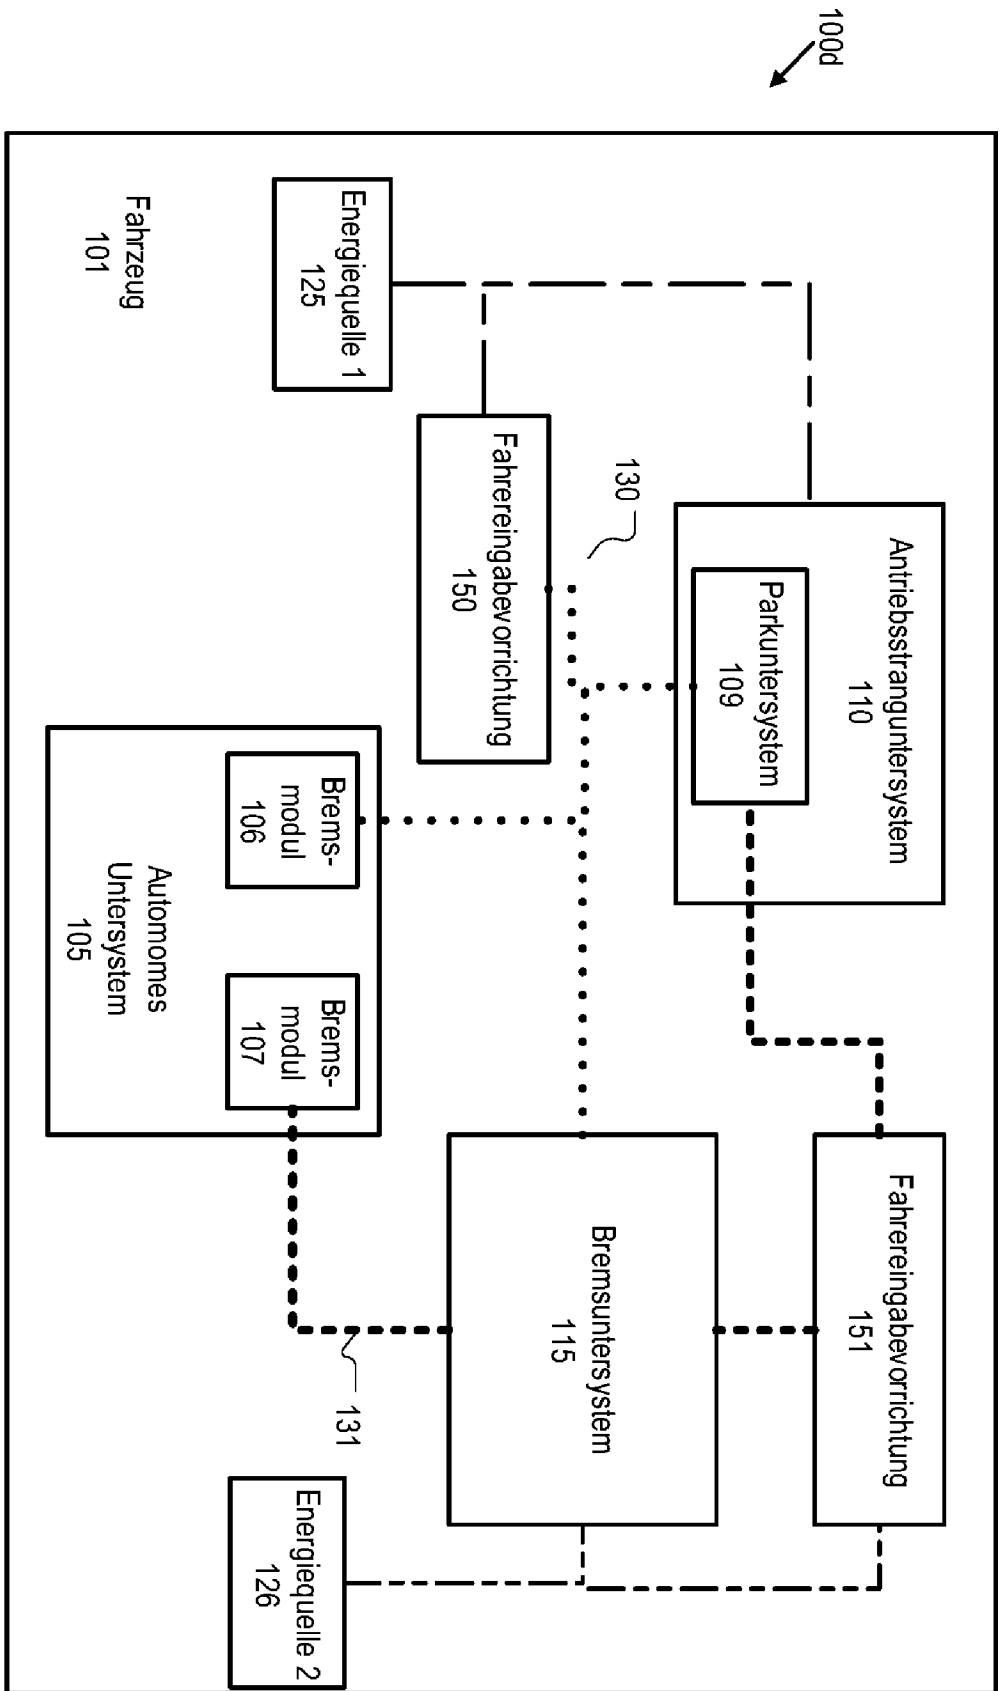 100d
Antriebsstranguntersystem
110
Parkuntersystem
109
Fahrereingabevorrichtung
151
130
Fahrereingabevorrichtung
150
Bremsuntersystem
115
Energiequelle 1
125
131
Energiequelle 2
126
Brems-
modul
106
Brems-
modul
107
Automomes
Untersystem
105
Fahrzeug
101